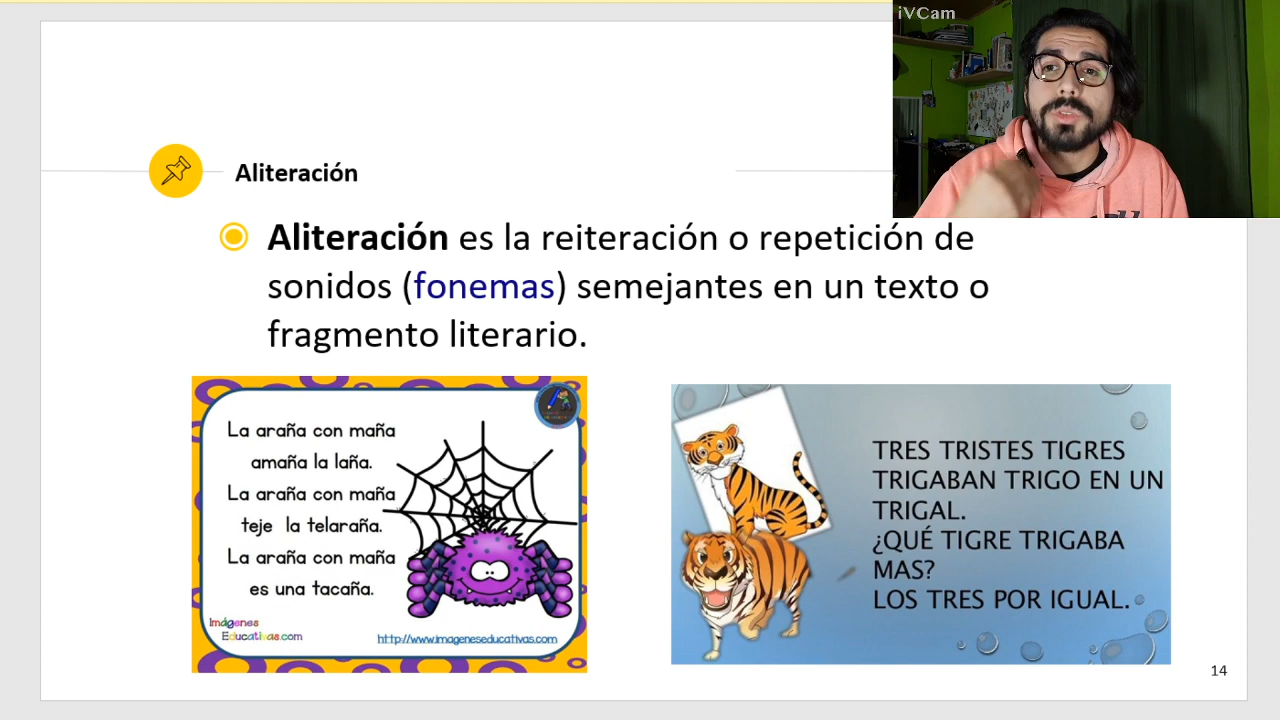 iVCam
Aliteración
Aliteración es la reiteración o repetición de
sonidos (fonemas) semejantes en un texto o
fragmento literario.
La araña con maña
amaña la laña.
La araña con maña
teje la telaraña.
La araña con maña
es una tacaña.
Imágenes
Educativas.com
http://www.imageneseducativas.com
TRES TRISTES TIGRES
TRIGABAN TRIGO EN UN
TRIGAL.
¿QUÉ TIGRE TRIGABA
MAS?
LOS TRES POR IGUAL.
14